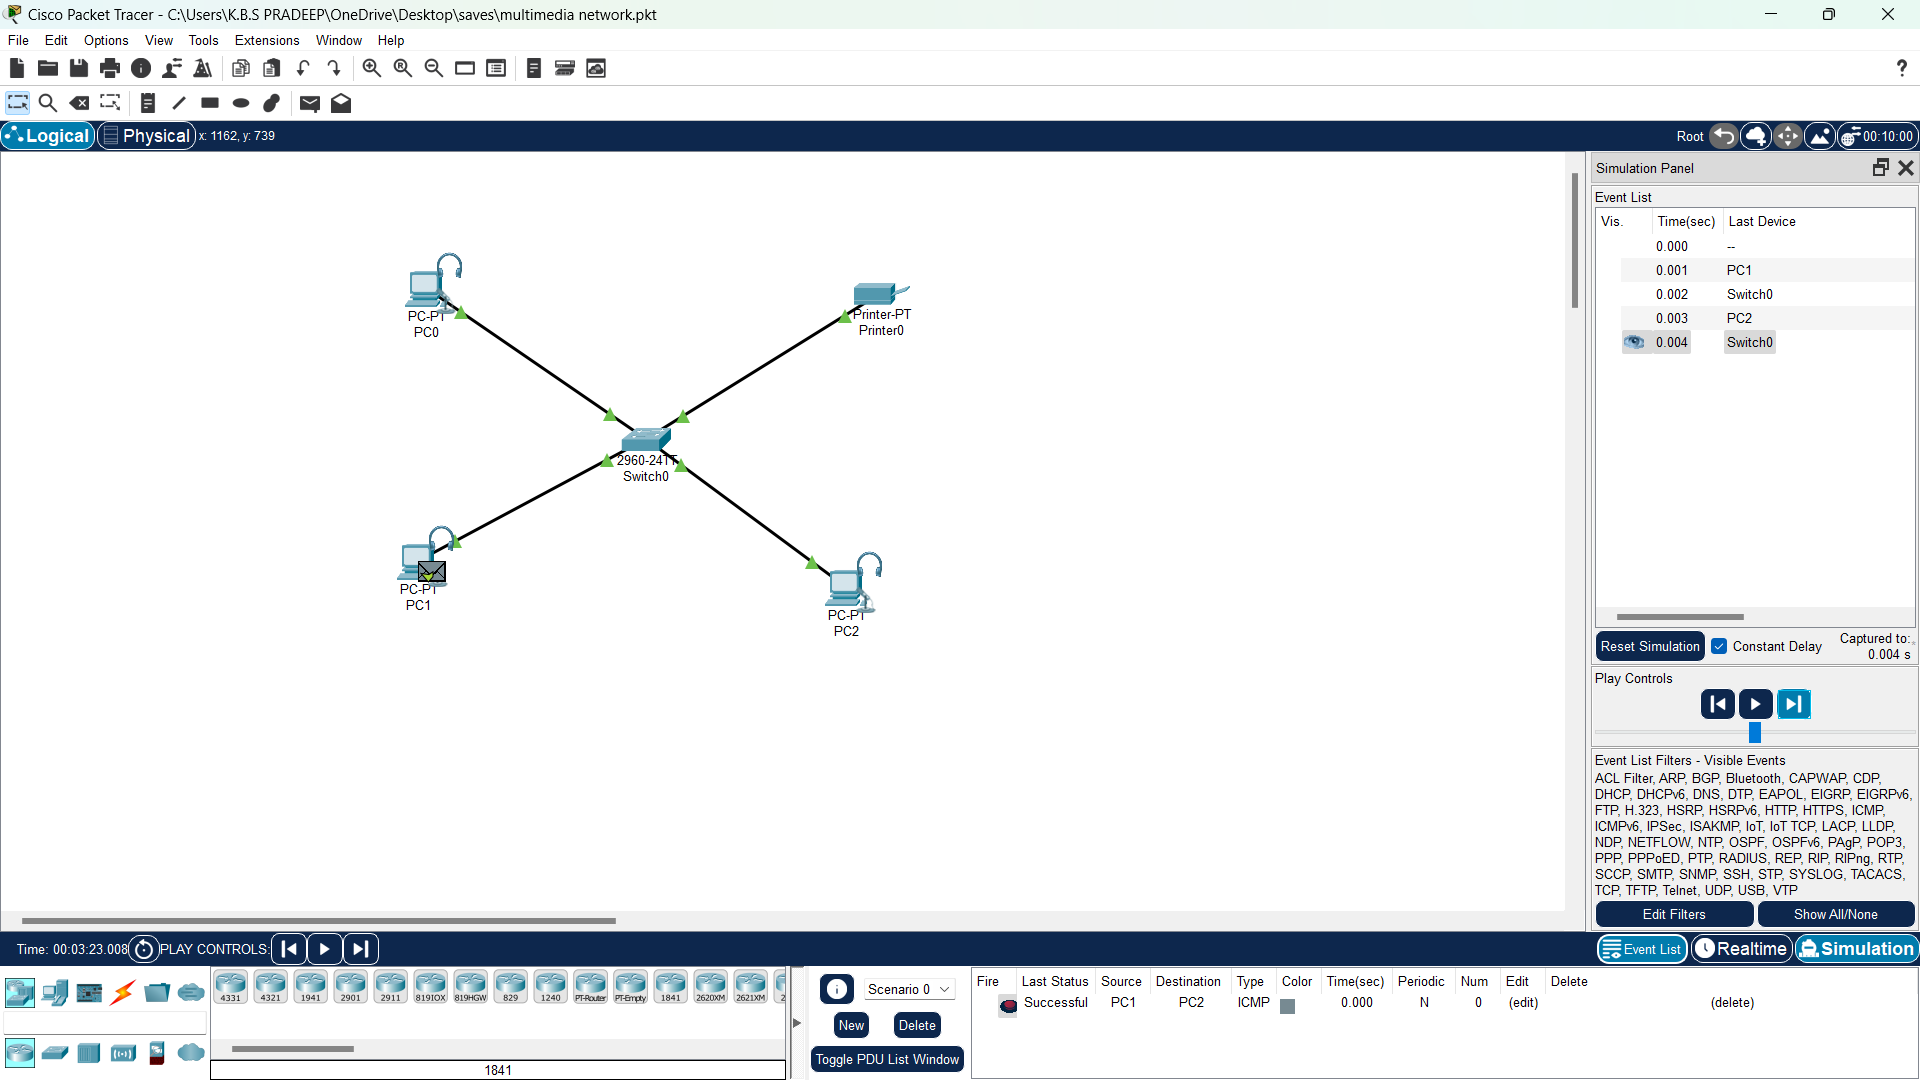 Cisco Packet Tracer - C:\Users\K.B.S PRADEEP\OneDrive\Desktop\saves\multimedia network.pkt
File Edit Options View Tools Extensions Window Help
?
Logical Physical x: 1162, y: 739 Root 00:10:00
Simulation Panel
Event List
Vis. Time(sec) Last Device
0.000 --
0.001 PC1
0.002 Switch0
0.003 PC2
0.004 Switch0
PC-PT
PC0
Printer-PT
Printer0
2960-24TT
Switch0
PC-PT
PC1
PC-PT
PC2
Reset Simulation Constant Delay Captured to:
0.004 s
Play Controls
Event List Filters - Visible Events
ACL Filter, ARP, BGP, Bluetooth, CAPWAP, CDP,
DHCP, DHCPv6, DNS, DTP, EAPOL, EIGRP, EIGRPv6,
FTP, H.323, HSRP, HSRPv6, HTTP, HTTPS, ICMP,
ICMPv6, IPSec, ISAKMP, IoT, IoT TCP, LACP, LLDP,
NDP, NETFLOW, NTP, OSPF, OSPFv6, PAgP, POP3,
PPP, PPPoED, PTP, RADIUS, REP, RIP, RIPng, RTP,
SCCP, SMTP, SNMP, SSH, STP, SYSLOG, TACACS,
TCP, TFTP, Telnet, UDP, USB, VTP
Edit Filters Show All/None
Time: 00:03:23.008 PLAY CONTROLS: Event List Realtime Simulation
4331 4321 1941 2901 2911 819IOX 819HGW 829 1240 PT-Router PT-Empty 1841 2620XM 2621XM 2
1841
Scenario 0
New Delete
Toggle PDU List Window
Fire Last Status Source Destination Type Color Time(sec) Periodic Num Edit Delete
Successful PC1 PC2 ICMP 0.000 N 0 (edit) (delete)